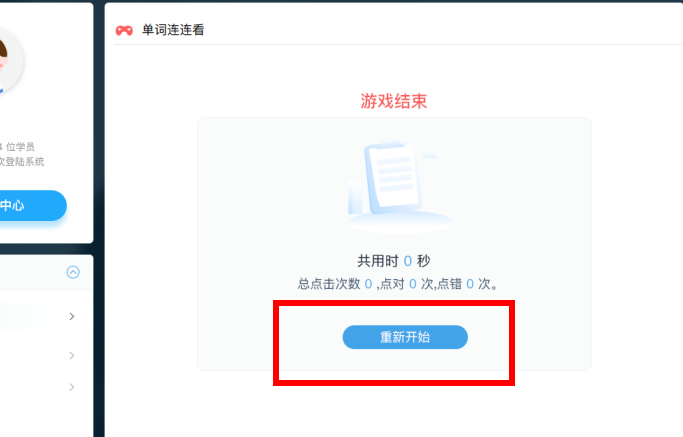 单词连连看
游戏结束
位学员
次登陆系统
中心
共用时 0 秒
总点击次数 0 ,点对 0 次,点错 0 次。
重新开始